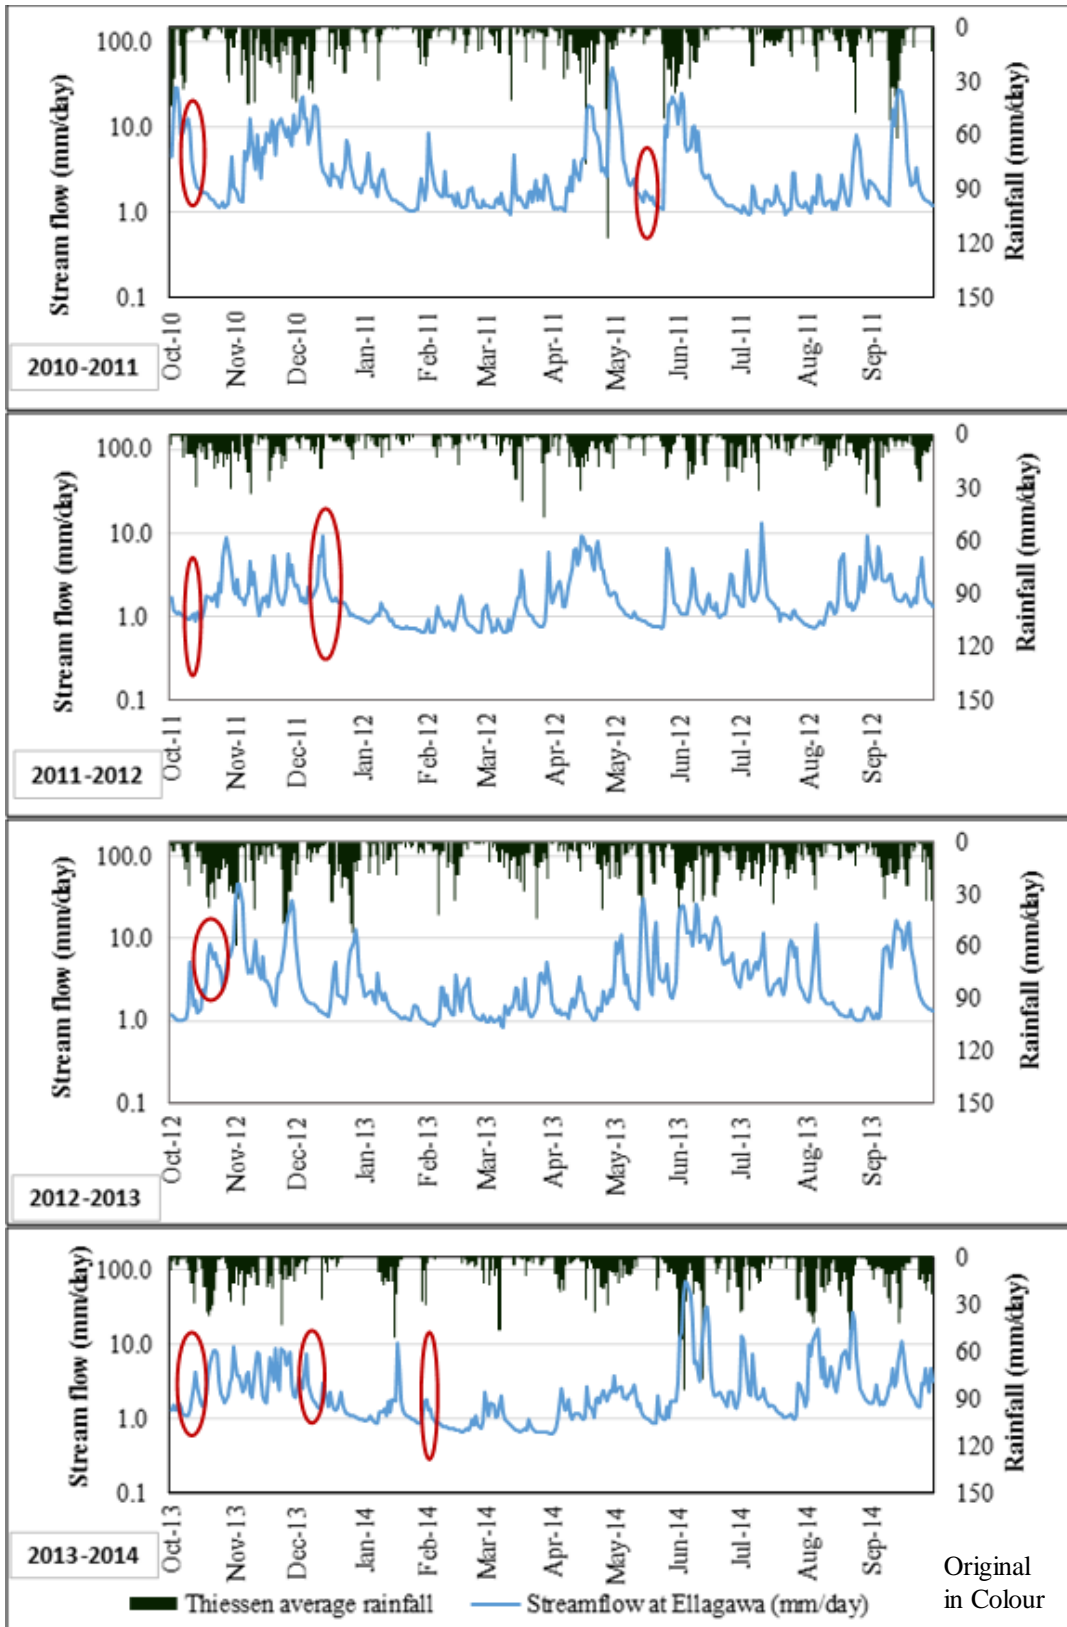 Stream flow (mm/day)
100.0
10.0
1.0
0.1
0
30
60
90
120
150
Rainfall (mm/day)
Oct-10
Nov-10
Dec-10
Jan-11
Feb-11
Mar-11
Apr-11
May-11
Jun-11
Jul-11
Aug-11
Sep-11
2010-2011
Stream flow (mm/day)
100.0
10.0
1.0
0.1
0
30
60
90
120
150
Rainfall (mm/day)
Oct-11
Nov-11
Dec-11
Jan-12
Feb-12
Mar-12
Apr-12
May-12
Jun-12
Jul-12
Aug-12
Sep-12
2011-2012
Stream flow (mm/day)
100.0
10.0
1.0
0.1
0
30
60
90
120
150
Rainfall (mm/day)
Oct-12
Nov-12
Dec-12
Jan-13
Feb-13
Mar-13
Apr-13
May-13
Jun-13
Jul-13
Aug-13
Sep-13
2012-2013
Stream flow (mm/day)
100.0
10.0
1.0
0.1
0
30
60
90
120
150
Rainfall (mm/day)
Oct-13
Nov-13
Dec-13
Jan-14
Feb-14
Mar-14
Apr-14
May-14
Jun-14
Jul-14
Aug-14
Sep-14
2013-2014
Original
in Colour
Thiessen average rainfall
Streamflow at Ellagawa (mm/day)